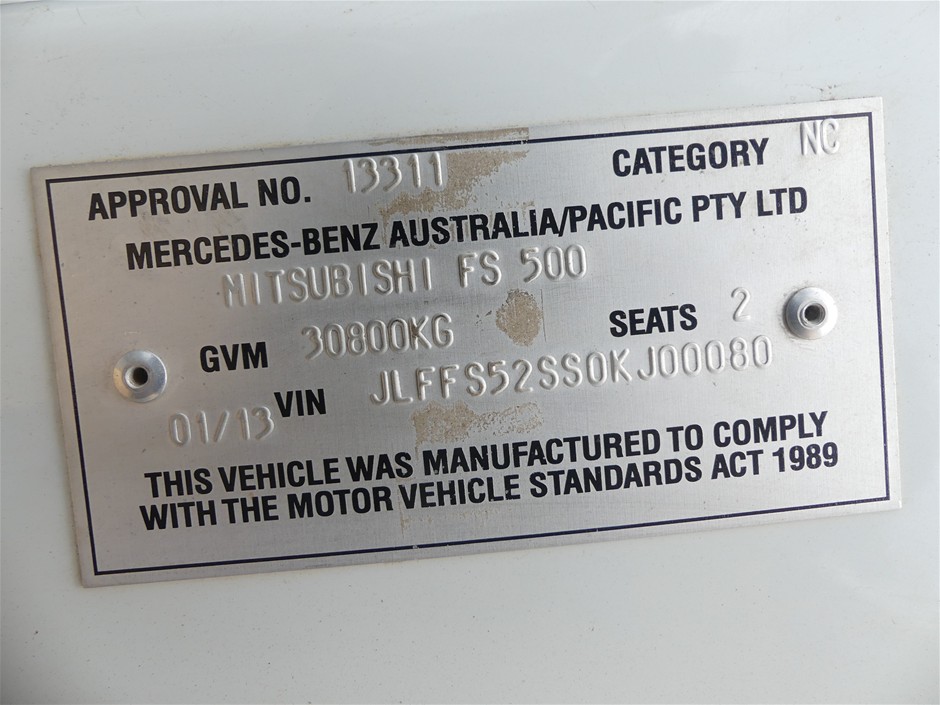 APPROVAL NO. 13311 CATEGORY NC
MERCEDES-BENZ AUSTRALIA/PACIFIC PTY LTD
MITSUBISHI FS 500
GVM 30800KG SEATS 2
01/13 VIN JLFFS52SS0KJ00080
THIS VEHICLE WAS MANUFACTURED TO COMPLY
WITH THE MOTOR VEHICLE STANDARDS ACT 1989